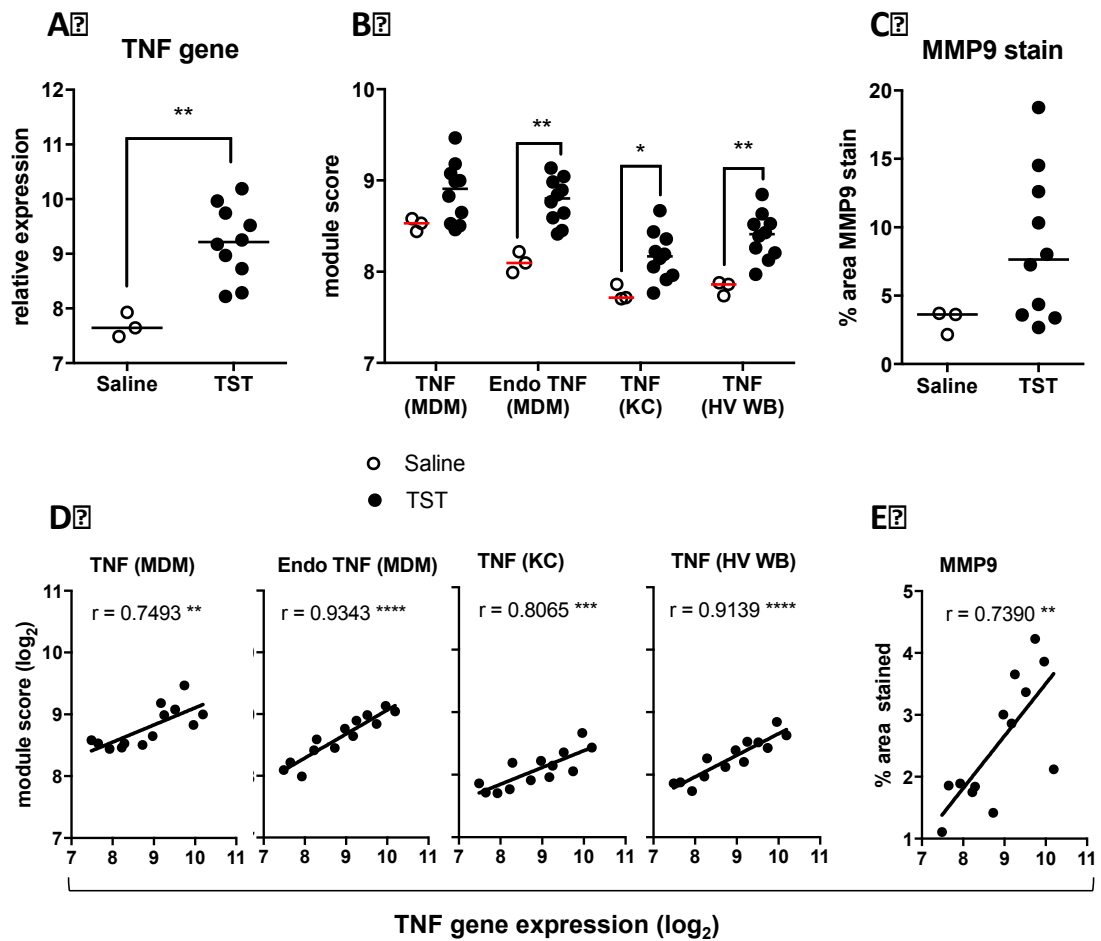 A B C
TNF gene
MMP9 stain
**
relative expression
12
11
10
9
8
7
Saline TST
** * **
module score
10
9
8
7
TNF (MDM)
Endo TNF (MDM)
TNF (KC)
TNF (HV WB)
% area MMP9 stain
20
15
10
5
0
Saline TST
Saline
TST
D E
TNF (MDM)
Endo TNF (MDM)
TNF (KC)
TNF (HV WB)
MMP9
r = 0.7493 **
r = 0.9343 ****
r = 0.8065 ***
r = 0.9139 ****
r = 0.7390 **
module score (log2)
11
10
9
8
7
7 8 9 10 11
7 8 9 10 11
7 8 9 10 11
7 8 9 10 11
% area stained
5
4
3
2
1
7 8 9 10 11
TNF gene expression (log2)